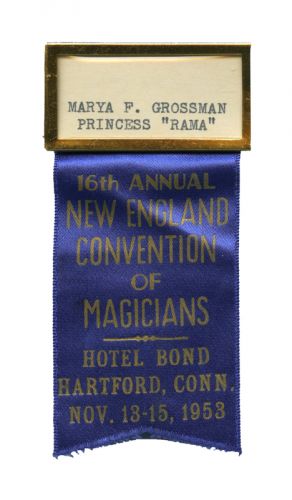 MARYA F. GROSSMAN
PRINCESS "RAMA"
16th ANNUAL
NEW ENGLAND
CONVENTION
OF
MAGICIANS
HOTEL BOND
HARTFORD, CONN.
NOV. 13-15, 1953